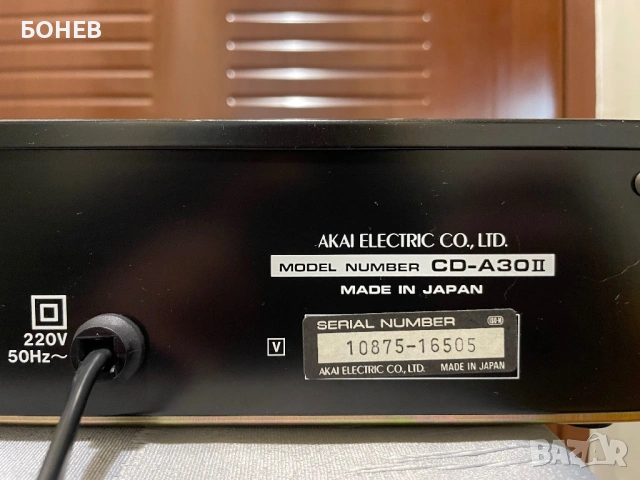 БОНЕВ
AKAI ELECTRIC CO., LTD.
MODEL NUMBER CD-A30II
MADE IN JAPAN
220V
50Hz~
V
SERIAL NUMBER
10875-16505
AKAI ELECTRIC CO., LTD. MADE IN JAPAN
bazar